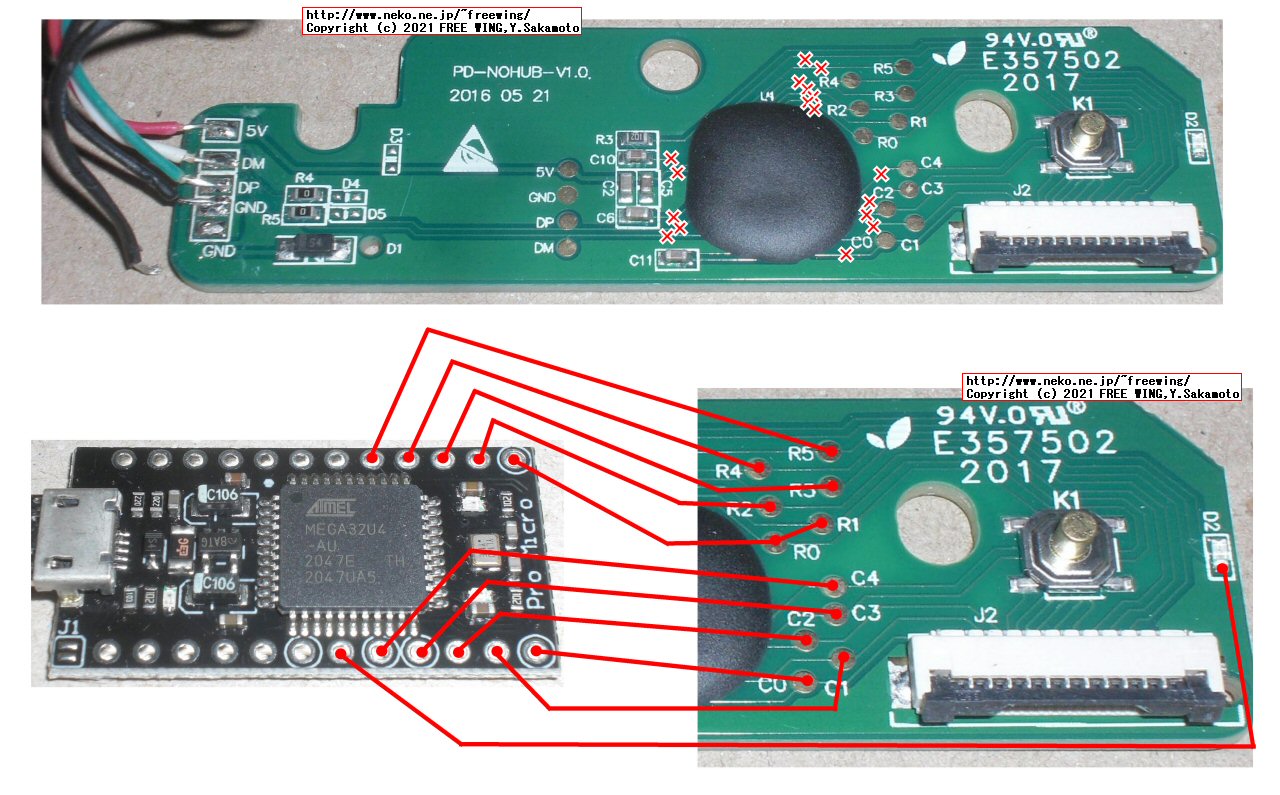 http://www.neko.ne.jp/~freewing/
Copyright (c) 2021 FREE WING,Y.Sakamoto
94V.0 ®
E357502
2017
PD-NOHUB-V1.0.
2016 05 21
U4
R5
R4
R3
R2
R1
R0
K1
D2
5V
DM
DP
GND
GND
D3
R4
D4
R5
D5
54
D1
0
0
R3
C10
C2
C5
C6
C11
5V
GND
DP
DM
C4
C3
C2
C1
C0
J2
http://www.neko.ne.jp/~freewing/
Copyright (c) 2021 FREE WING,Y.Sakamoto
94V.0 ®
E357502
2017
R5
R4
R3
R2
R1
R0
K1
D2
C4
C3
C2
C1
C0
J2
C106
C106
ATMEL
MEGA32U4
-AU
2047E TH
2047UA5
Pro Micro
J1